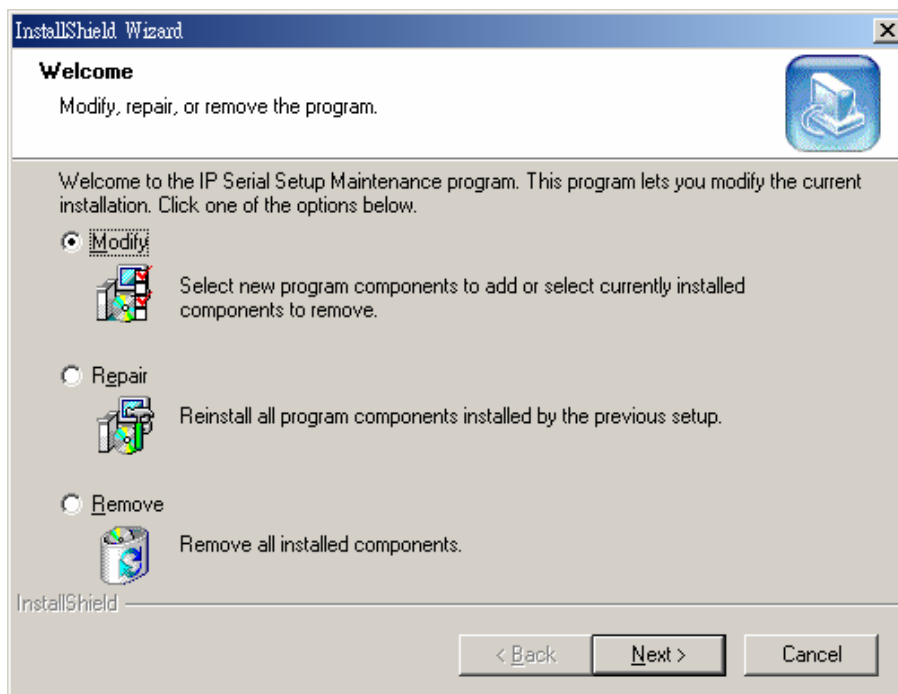 InstallShield Wizard
Welcome
Modify, repair, or remove the program.
Welcome to the IP Serial Setup Maintenance program. This program lets you modify the current
installation. Click one of the options below.
Modify
Select new program components to add or select currently installed
components to remove.
Repair
Reinstall all program components installed by the previous setup.
Remove
Remove all installed components.
InstallShield
< Back
Next >
Cancel